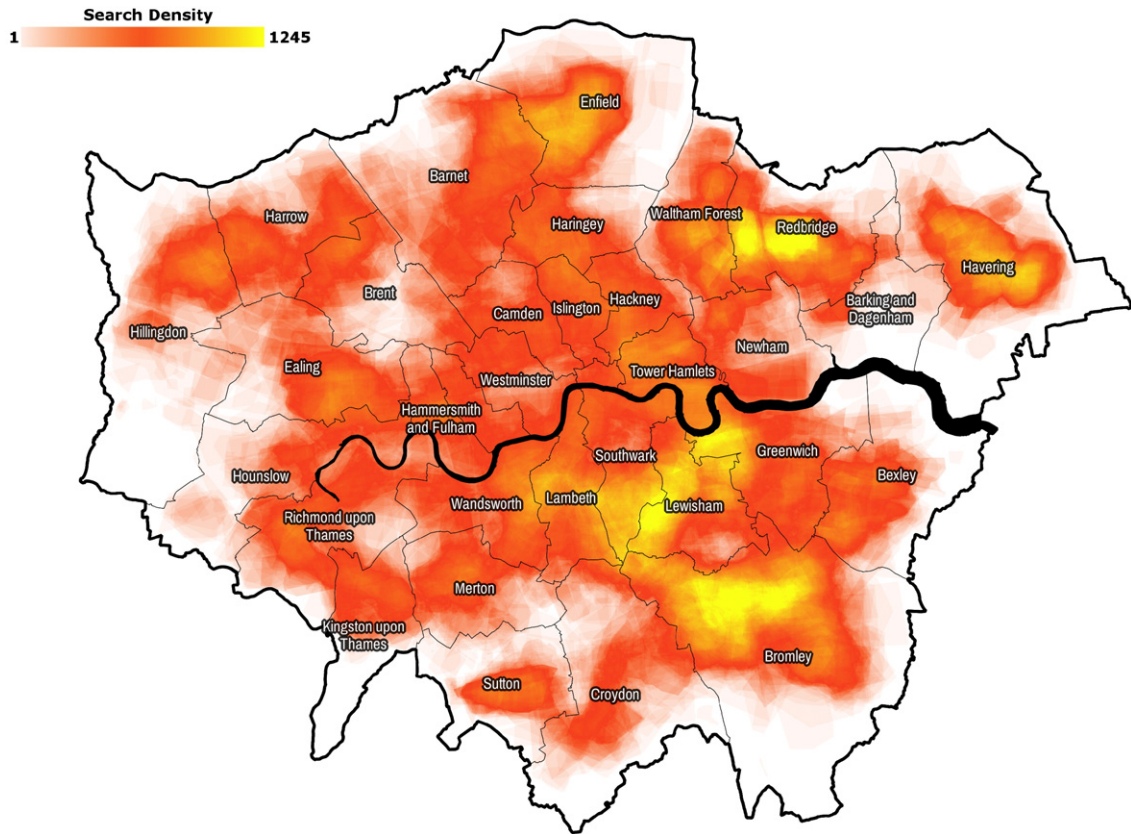 Search Density
1 1245
Enfield
Barnet
Harrow
Haringey
Waltham Forest
Redbridge
Havering
Brent
Camden
Islington
Hackney
Barking and
Dagenham
Hillingdon
Newham
Ealing
Westminster
Tower Hamlets
Hammersmith
and Fulham
Southwark
Greenwich
Hounslow
Bexley
Wandsworth
Lambeth
Lewisham
Richmond upon
Thames
Merton
Kingston upon
Thames
Bromley
Sutton
Croydon